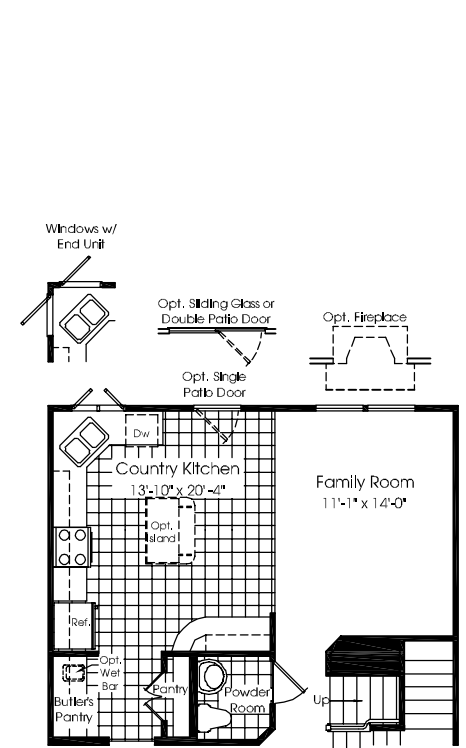 Windows w/
End Unit
Opt. Sliding Glass or
Double Patio Door
Opt. Fireplace
Opt. Single
Patio Door
Dw
Country Kitchen
13'-10" x 20'-4"
Family Room
11'-1" x 14'-0"
Opt.
Island
Ref.
Opt.
Wet
Bar
Butler's
Pantry
Pantry
Powder
Room
Up